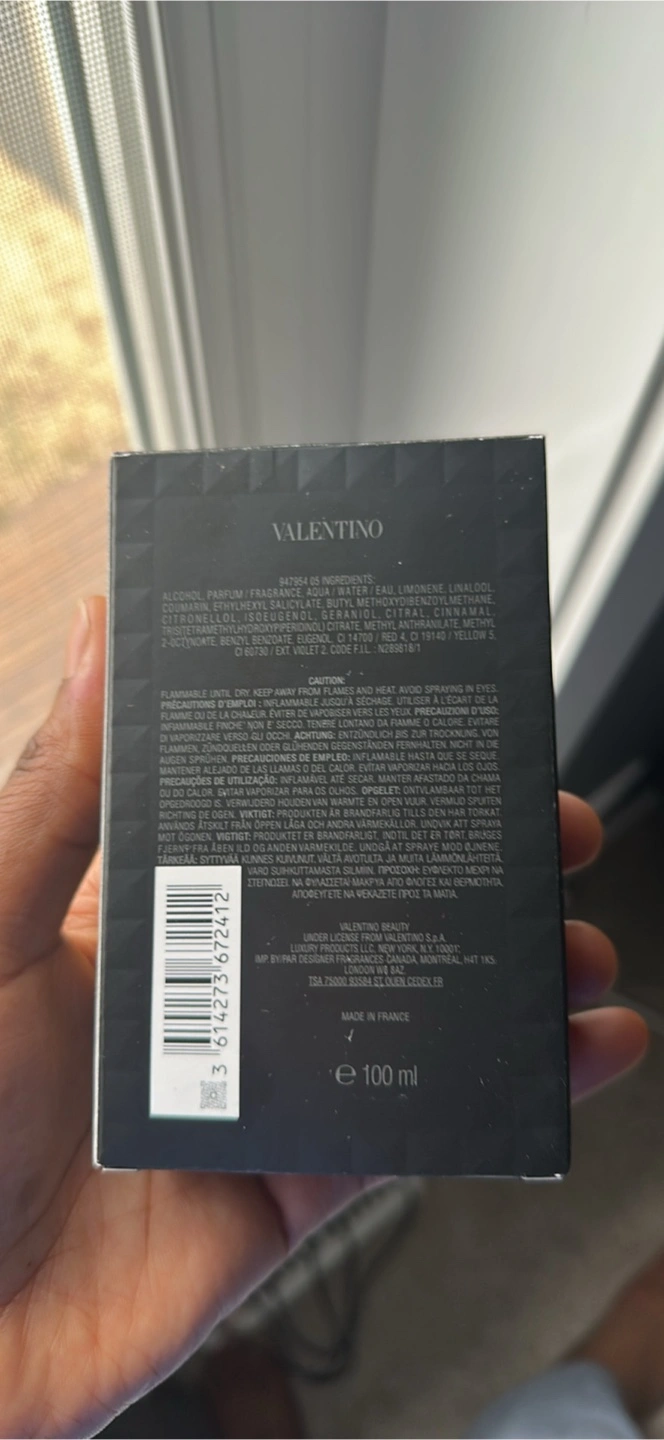 VALENTINO
947954 05 INGREDIENTS:
ALCOHOL, PARFUM / FRAGRANCE, AQUA / WATER / EAU, LIMONENE, LINALOOL,
COUMARIN, ETHYLHEXYL SALICYLATE, BUTYL METHOXYDIBENZOYLMETHANE,
CITRONELLOL, ISOEUGENOL, GERANIOL, CITRAL, CINNAMAL,
TRIS(TETRAMETHYLHYDROXYPIPERIDINOL) CITRATE, METHYL ANTHRANILATE, METHYL
2-OCTYNOATE, BENZYL BENZOATE, EUGENOL, CI 14700 / RED 4, CI 19140 / YELLOW 5,
CI 60730 / EXT. VIOLET 2, CODE F.I.L. : N289818/1
CAUTION:
FLAMMABLE UNTIL DRY. KEEP AWAY FROM FLAMES AND HEAT. AVOID SPRAYING IN EYES.
PRÉCAUTIONS D'EMPLOI : INFLAMMABLE JUSQU'À SÉCHAGE, UTILISER À L'ÉCART DE LA
FLAMME OU DE LA CHALEUR. ÉVITER DE VAPORISER VERS LES YEUX. PRECAUZIONI D'USO:
INFIAMMABILE FINCHE' NON E' SECCO. TENERE LONTANO DA FIAMME O CALORE. EVITARE
DI VAPORIZZARE VERSO GLI OCCHI. ACHTUNG: ENTZÜNDLICH BIS ZUR TROCKNUNG. VON
FLAMMEN, ZÜNDQUELLEN ODER GLÜHENDEN GEGENSTÄNDEN FERNHALTEN. NICHT IN DIE
AUGEN SPRÜHEN. PRECAUCIONES DE EMPLEO: INFLAMABLE HASTA QUE SE SEQUE.
MANTENER ALEJADO DE LAS LLAMAS O DEL CALOR. EVITAR VAPORIZAR HACIA LOS OJOS.
PRECAUÇÕES DE UTILIZAÇÃO: INFLAMÁVEL ATÉ SECAR. MANTER AFASTADO DA CHAMA
OU DO CALOR. EVITAR VAPORIZAR PARA OS OLHOS. OPGELET: ONTVLAMBAAR TOT HET
OPGEDROOGD IS. VERWIJDERD HOUDEN VAN WARMTE EN OPEN VUUR. VERMIJD SPUITEN
RICHTING DE OGEN. VIKTIGT: PRODUKTEN ÄR BRANDFARLIG TILLS DEN HAR TORKAT.
ANVÄNDS ÅTSKILT FRÅN ÖPPEN LÅGA OCH ANDRA VÄRMEKÄLLOR. UNDVIK ATT SPRAYA
MOT ÖGONEN. VIGTIGT: PRODUKTET ER BRANDFARLIGT, INDTIL DET ER TØRT. BRUGES
FJERNT FRA ÅBEN ILD OG ANDEN VARMEKILDE. UNDGÅ AT SPRAYE MOD ØJNENE.
TÄRKEÄÄ: SYTTYVÄÄ KUNNES KUIVUNUT. VÄLTÄ AVOTULTA JA MUITA LÄMMÖNLÄHTEITÄ.
VARO SUIHKUTTAMASTA SILMIIN. ΠΡΟΣΟΧΗ: ΕΥΦΛΕΚΤΟ ΜΕΧΡΙ ΝΑ
ΣΤΕΓΝΩΣΕΙ. ΝΑ ΦΥΛΑΣΣΕΤΑΙ ΜΑΚΡΥΑ ΑΠΟ ΦΛΟΓΕΣ ΚΑΙ ΘΕΡΜΟΤΗΤΑ.
ΑΠΟΦΕΥΓΕΤΕ ΝΑ ΨΕΚΑΖΕΤΕ ΠΡΟΣ ΤΑ ΜΑΤΙΑ.
VALENTINO BEAUTY
UNDER LICENSE FROM VALENTINO S.p.A.
LUXURY PRODUCTS LLC, NEW YORK, N.Y. 10001;
IMP. BY/PAR DESIGNER FRAGRANCES CANADA, MONTRÉAL, H4T 1K5;
LONDON W6 8AZ
TSA 75000 93584 ST. OUEN CEDEX FR
MADE IN FRANCE
℮ 100 ml
3 614273 672412